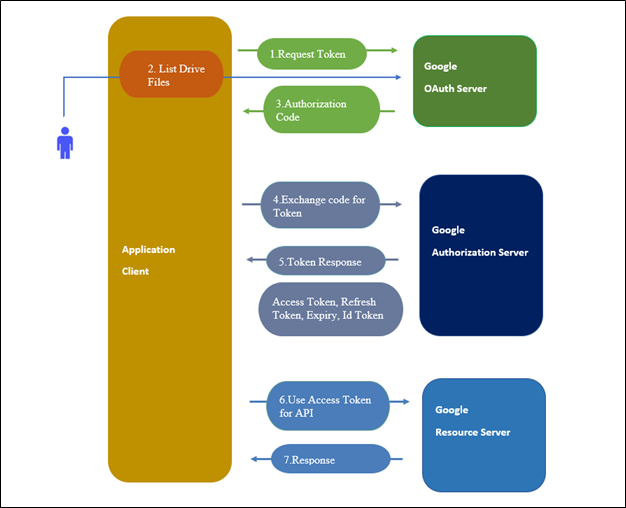 1.Request Token
2. List Drive
Files
Google
OAuth Server
3.Authorization
Code
4.Exchange code for
Token
Google
Authorization Server
Application
Client
5.Token Response
Access Token, Refresh
Token, Expiry, Id Token
6.Use Access Token
for API
Google
Resource Server
7.Response